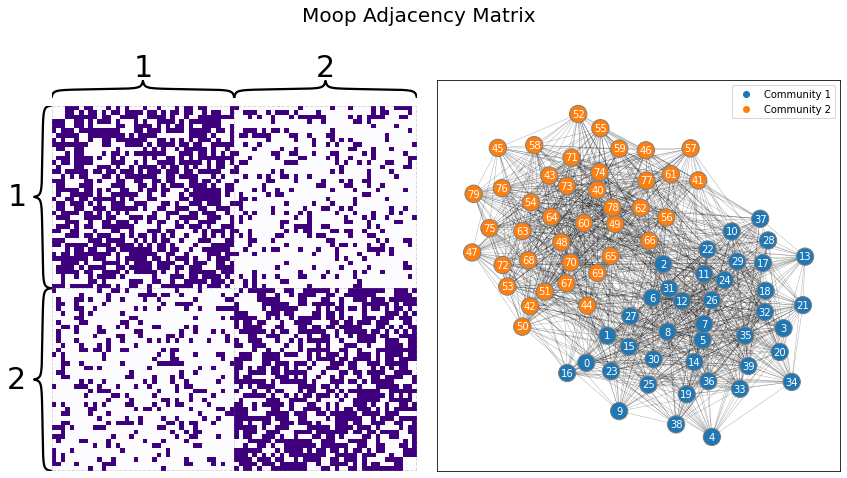 Moop Adjacency Matrix
1 2
1
2
Community 1
Community 2
52
55
45 58 59 46 57
71
43 74 77 61 41
79 76 73 40
54 78 62
64 60 49 56 37
75 63 10
48 66 22 28
47 72 68 70 65 2 29 17 13
69 11
53 51 67 31 24
42 44 6 12 26 18 21
50 27 32
1 8 7 5 35 3
15 20
16 0 23 30 14 39
25 36 33 34
19
9 38
4